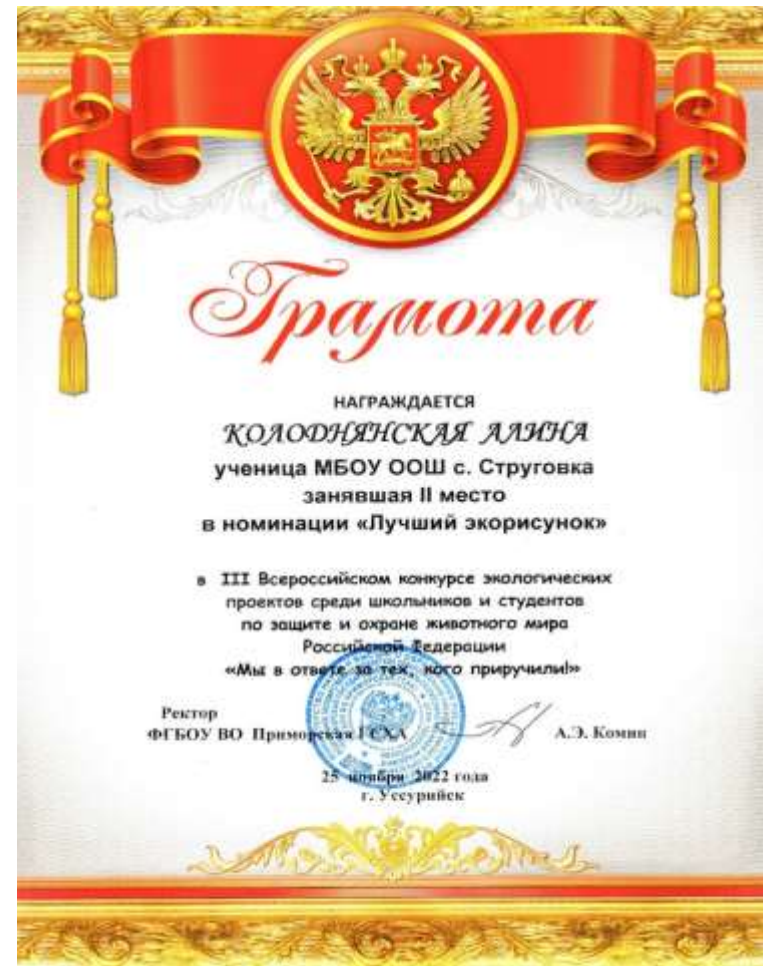 Грамота
НАГРАЖДАЕТСЯ
КОЛОДНЯНСКАЯ АЛИНА
ученица МБОУ ООШ с. Струговка
занявшая II место
в номинации «Лучший экорисунок»
в III Всероссийском конкурсе экологических
проектов среди школьников и студентов
по защите и охране животного мира
Российской Федерации
«Мы в ответе за тех, кого приручили!»
Ректор
ФГБОУ ВО Приморская ГСХА А.Э. Комин
25 ноября 2022 года
г. Уссурийск